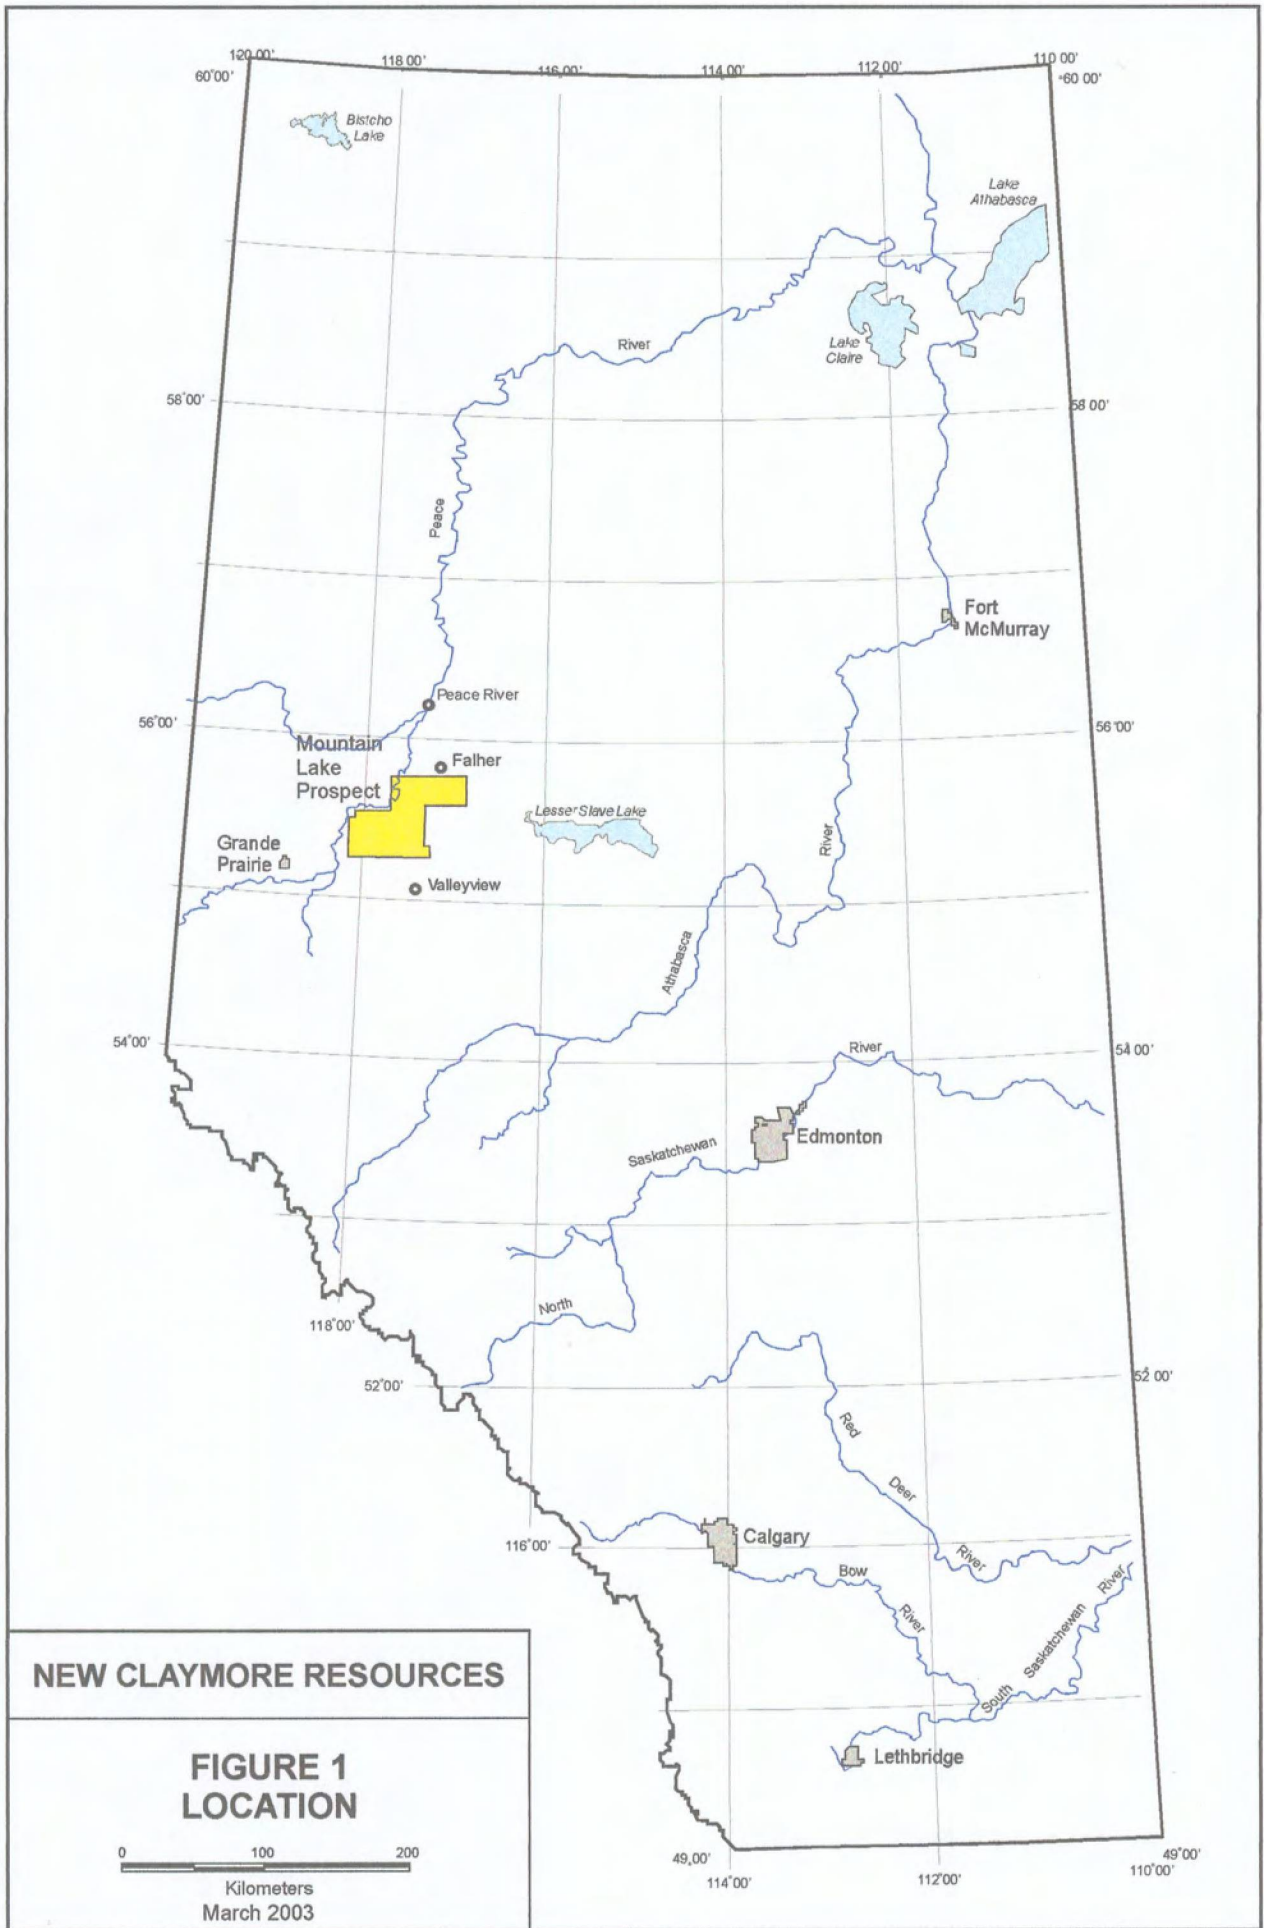 120 00'
118 00'
116 00'
114 00'
112 00'
110 00'
60°00'
60 00'
Bistcho
Lake
Lake
Athabasca
River
Lake
Claire
58°00'
58 00'
Peace
Fort
McMurray
Peace River
56°00'
56 00'
Mountain
Lake
Prospect
Falher
Lesser Slave Lake
Grande
Prairie
River
Valleyview
Athabasca
54°00'
54 00'
River
Edmonton
Saskatchewan
North
118°00'
52°00'
52 00'
Red
Deer
116°00'
Calgary
River
Bow
River
River
Saskatchewan
South
Lethbridge
NEW CLAYMORE RESOURCES
FIGURE 1
LOCATION
0 100 200
Kilometers
March 2003
49,00'
49°00'
114°00'
112°00'
110°00'